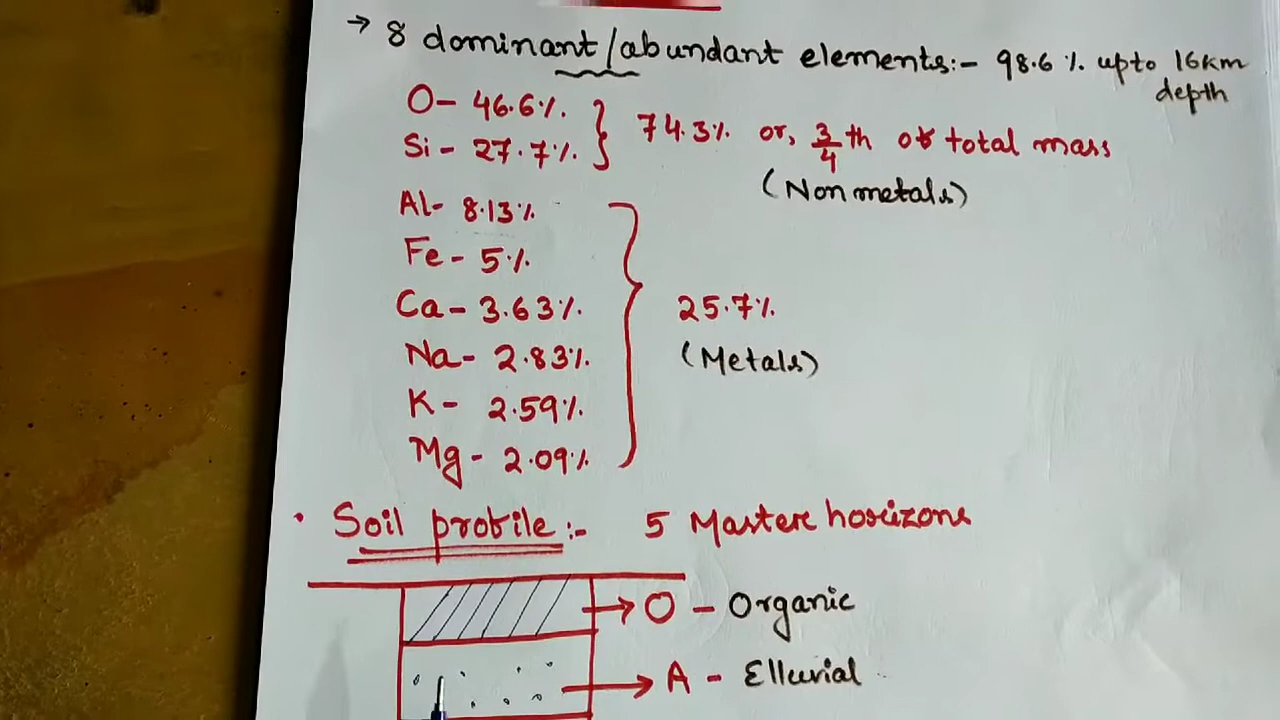 → 8 dominant/abundant elements:- 98.6% upto 16km depth
O- 46.6%.
Si- 27.7%.
74.3% or, 3/4 th of total mass
(Non metals)
Al- 8.13%
Fe - 5%.
Ca- 3.63%.
Na- 2.83%.
K- 2.59%.
Mg- 2.09%
25.7%
(Metals)
• Soil profile:- 5 Master horizons
→ O - Organic
→ A - Elluvial